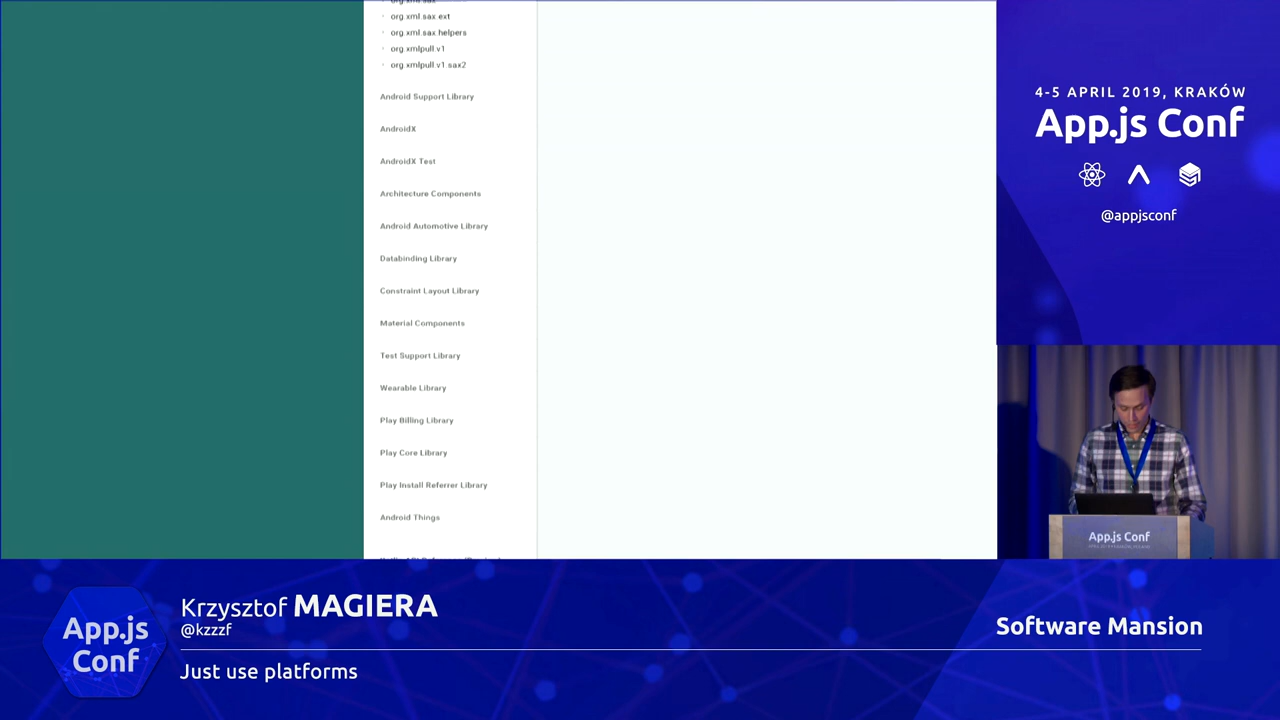 org.xml.sax
org.xml.sax.ext
org.xml.sax.helpers
org.xmlpull.v1
org.xmlpull.v1.sax2
Android Support Library
AndroidX
AndroidX Test
Architecture Components
Android Automotive Library
Databinding Library
Constraint Layout Library
Material Components
Test Support Library
Wearable Library
Play Billing Library
Play Core Library
Play Install Referrer Library
Android Things
4-5 APRIL 2019, KRAKÓW
App.js Conf
@appjsconf
App.js Conf
App.js
Conf
Krzysztof MAGIERA
@kzzzf
Just use platforms
Software Mansion